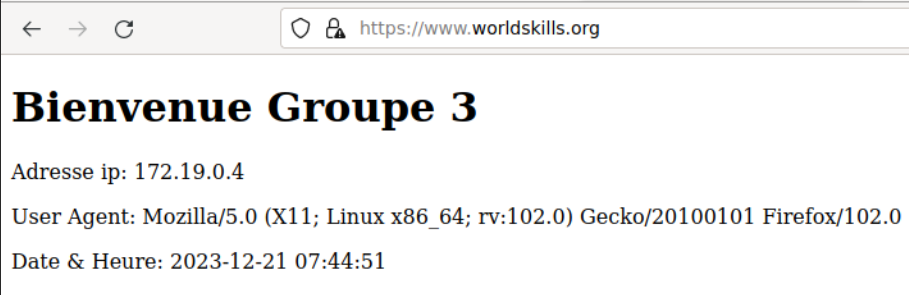 https://www.worldskills.org
Bienvenue Groupe 3
Adresse ip: 172.19.0.4
User Agent: Mozilla/5.0 (X11; Linux x86_64; rv:102.0) Gecko/20100101 Firefox/102.0
Date & Heure: 2023-12-21 07:44:51